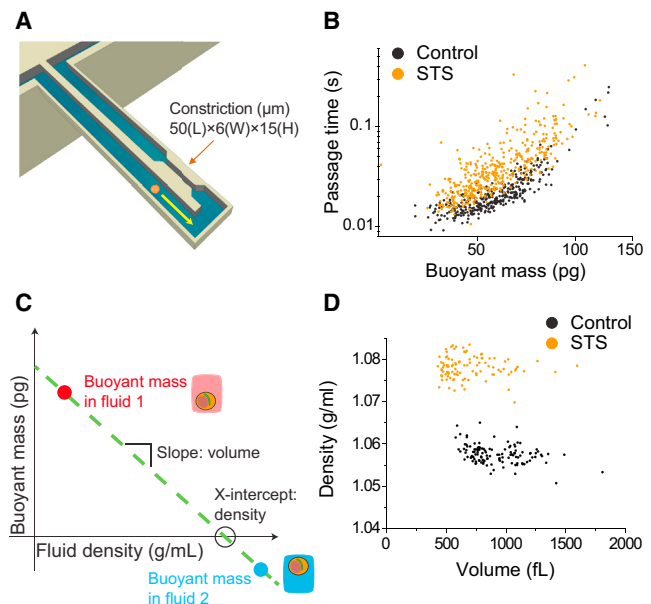 A
Constriction (µm)
50(L)×6(W)×15(H)
B
Control
STS
Passage time (s)
0.1
0.01
50
100
150
Buoyant mass (pg)
C
Buoyant mass (pg)
Buoyant mass
in fluid 1
Slope: volume
X-intercept:
density
Fluid density (g/mL)
Buoyant mass
in fluid 2
D
Control
STS
Density (g/ml)
1.08
1.07
1.06
1.05
1.04
0
500
1000
1500
2000
Volume (fL)